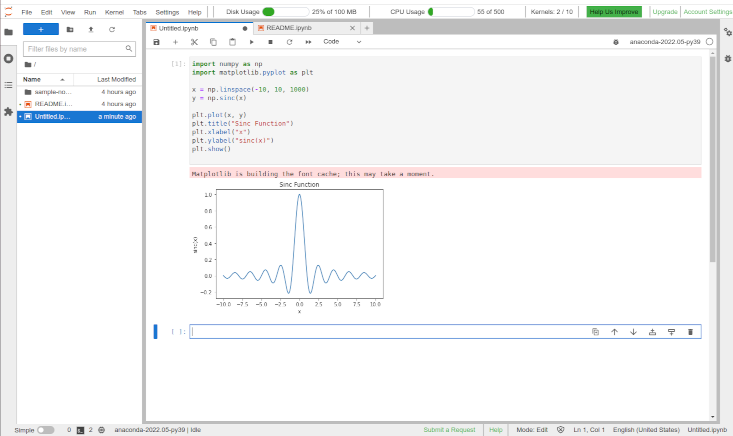 File Edit View Run Kernel Tabs Settings Help
Disk Usage 25% of 100 MB
CPU Usage 55 of 500
Kernels: 2 / 10
Help Us Improve
Upgrade
Account Settings
+
Filter files by name
/
Name Last Modified
sample-no... 4 hours ago
README.i... 4 hours ago
Untitled.ip... a minute ago
Untitled.ipynb
README.ipynb
Code
anaconda-2022.05-py39
[1]: import numpy as np
import matplotlib.pyplot as plt
x = np.linspace(-10, 10, 1000)
y = np.sinc(x)
plt.plot(x, y)
plt.title("Sinc Function")
plt.xlabel("x")
plt.ylabel("sinc(x)")
plt.show()
Matplotlib is building the font cache; this may take a moment.
Sinc Function
1.0
0.8
0.6
0.4
0.2
0.0
−0.2
sinc(x)
−10.0 −7.5 −5.0 −2.5 0.0 2.5 5.0 7.5 10.0
x
[ ]:
Simple 0 2 anaconda-2022.05-py39 | Idle
Submit a Request Help Mode: Edit Ln 1, Col 1 English (United States) Untitled.ipynb